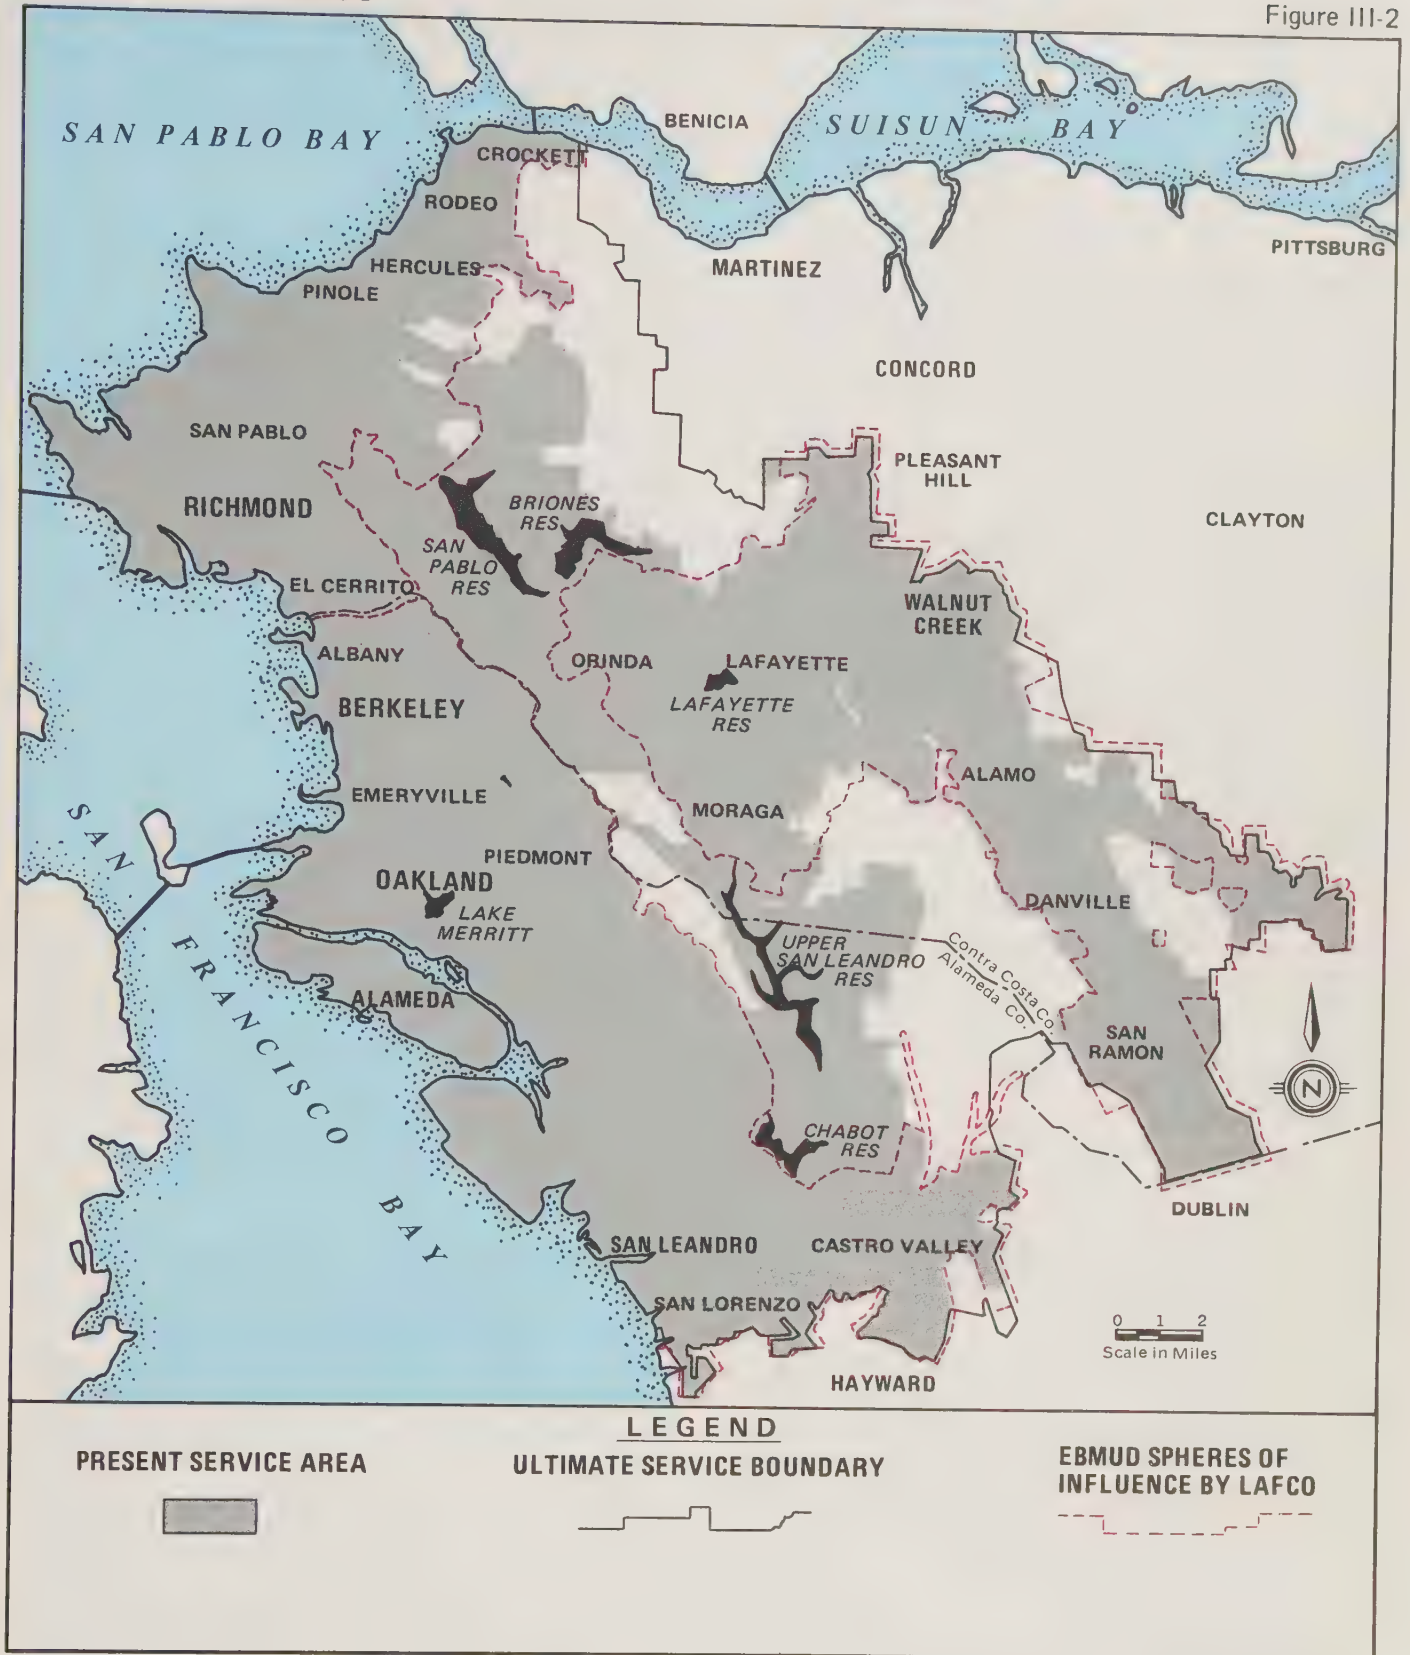 Figure III-2
SAN PABLO BAY
BENICIA
SUISUN BAY
CROCKETT
RODEO
PITTSBURG
HERCULES
MARTINEZ
PINOLE
CONCORD
SAN PABLO
PLEASANT
HILL
RICHMOND
BRIONES
RES
CLAYTON
SAN
PABLO
RES
EL CERRITO
WALNUT
CREEK
ALBANY
ORINDA
LAFAYETTE
BERKELEY
LAFAYETTE
RES
ALAMO
EMERYVILLE
MORAGA
PIEDMONT
OAKLAND
LAKE
MERRITT
DANVILLE
UPPER
SAN LEANDRO
RES
Contra Costa Co.
Alameda Co.
ALAMEDA
SAN
RAMON
SAN FRANCISCO BAY
N
CHABOT
RES
DUBLIN
SAN LEANDRO
CASTRO VALLEY
SAN LORENZO
0 1 2
Scale in Miles
HAYWARD
LEGEND
PRESENT SERVICE AREA
ULTIMATE SERVICE BOUNDARY
EBMUD SPHERES OF
INFLUENCE BY LAFCO